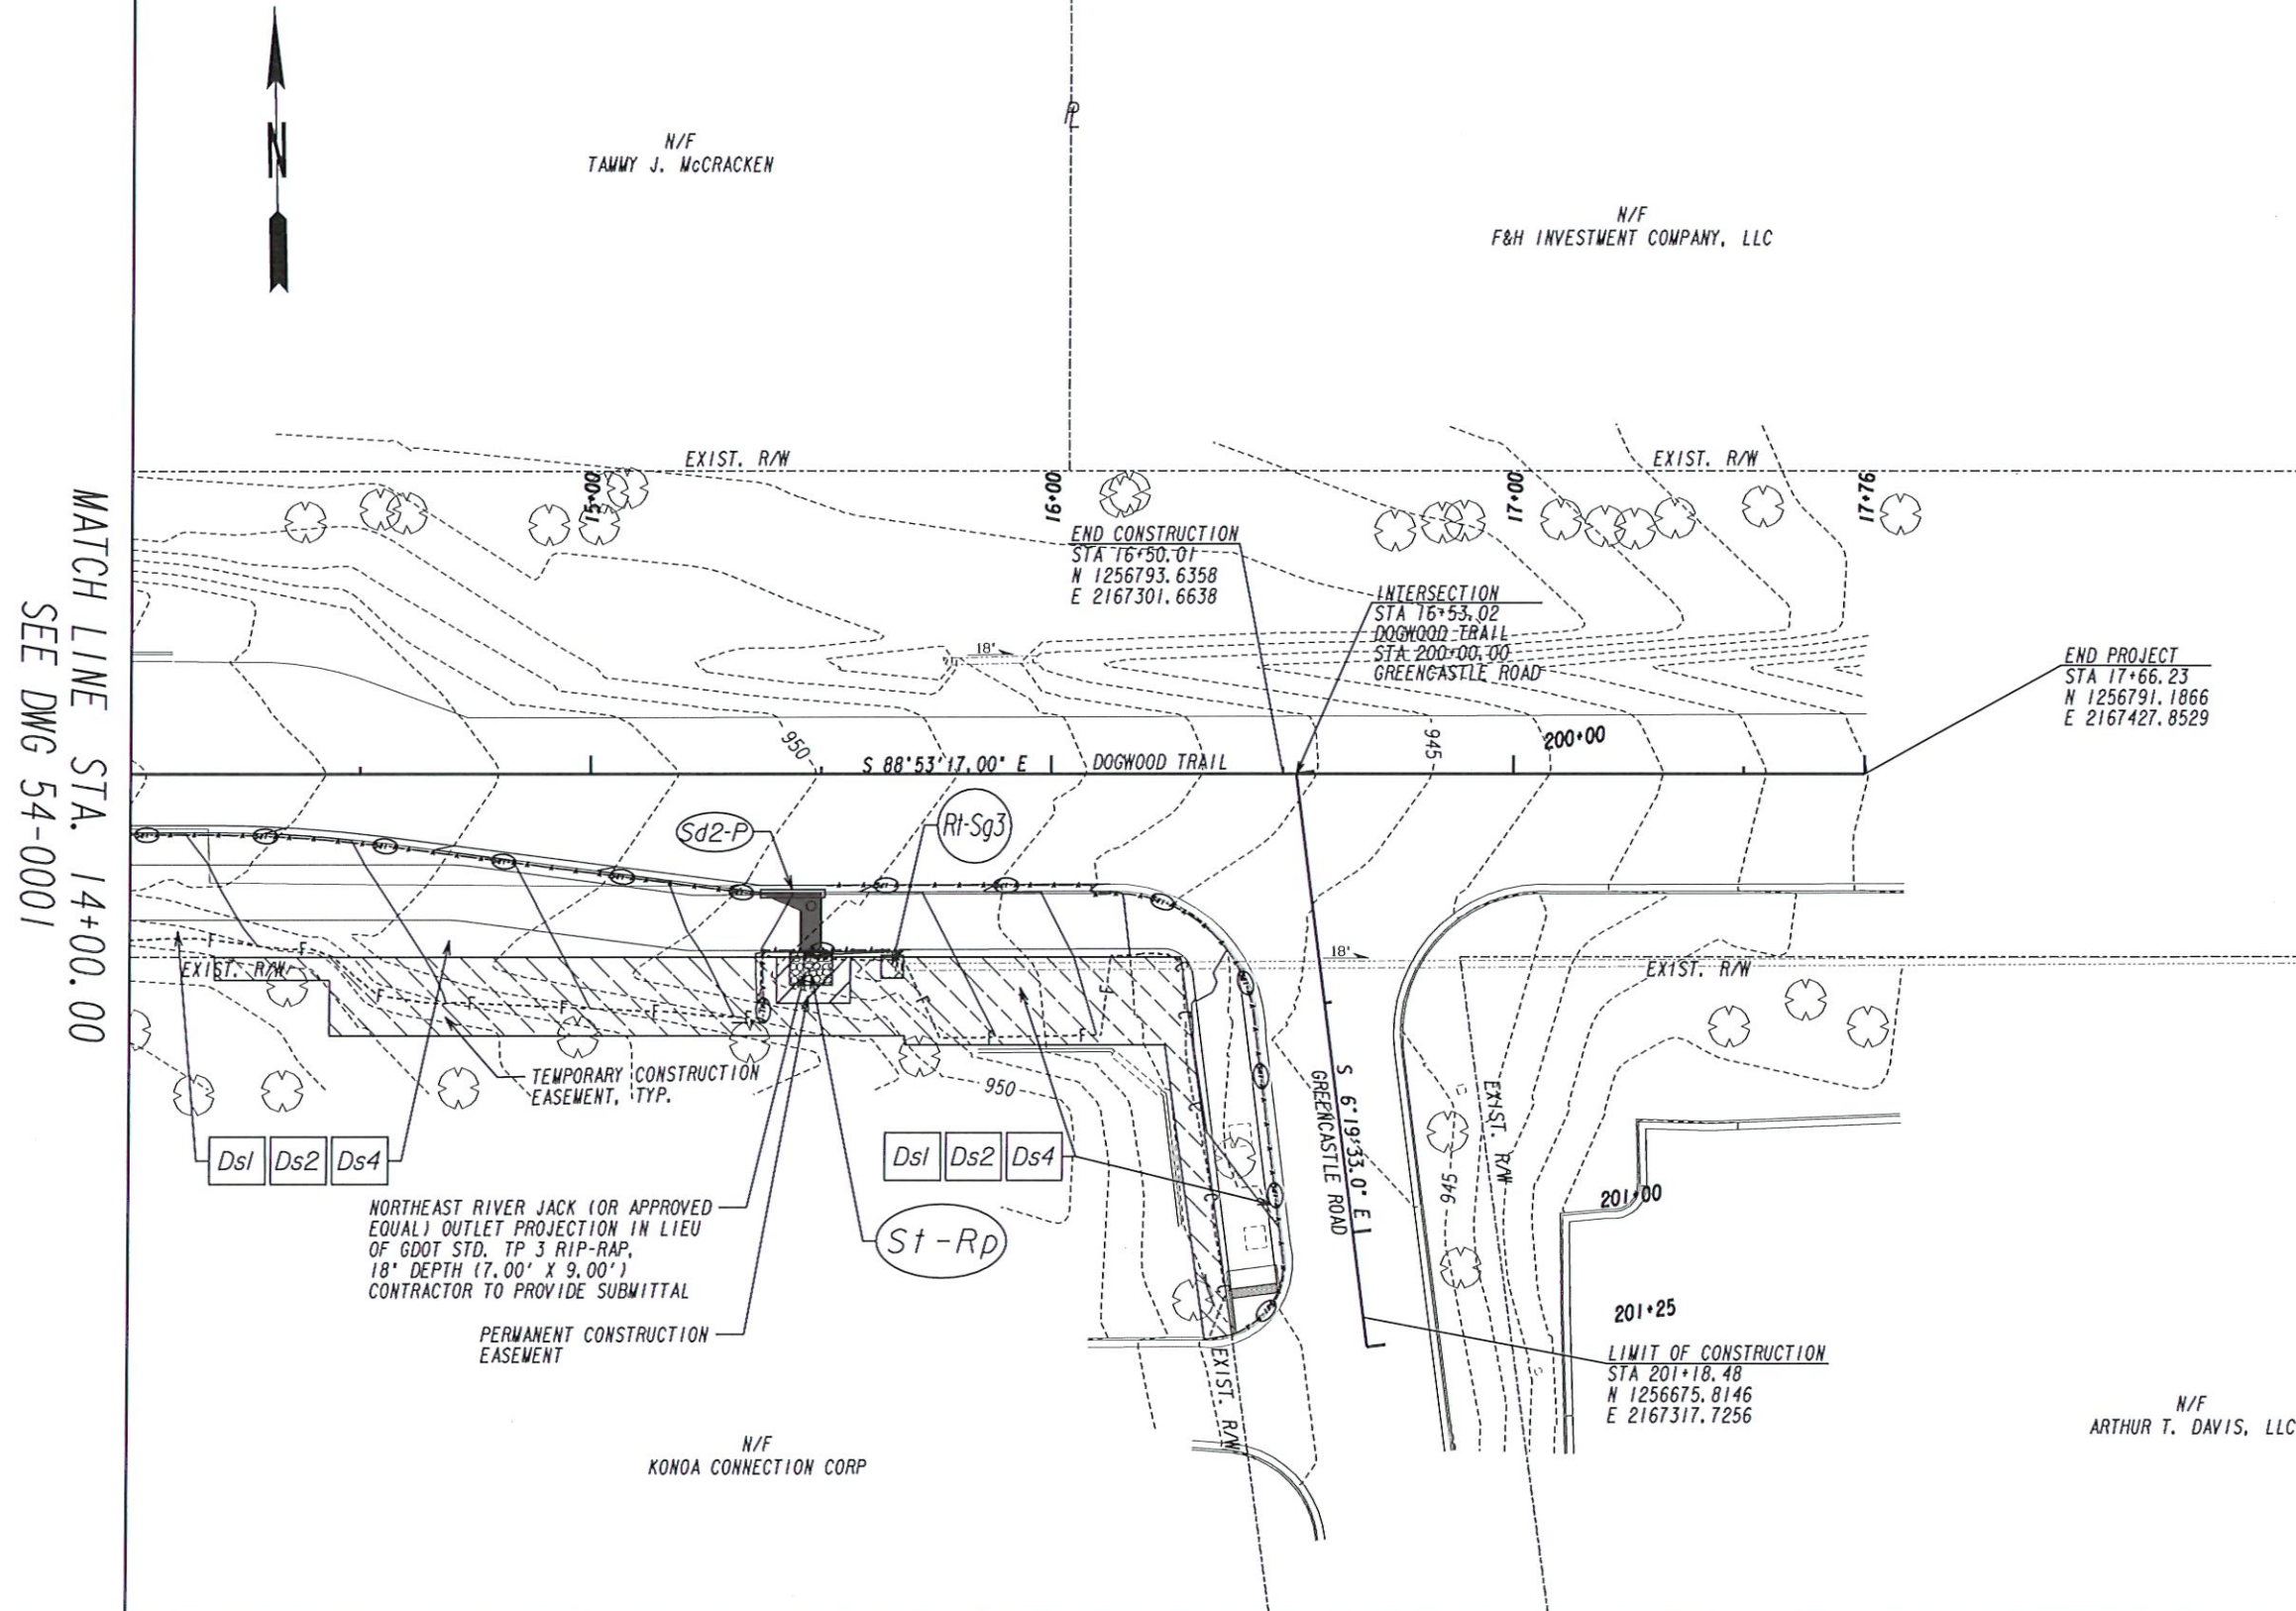 N
N/F
TAMMY J. McCRACKEN
N/F
F&H INVESTMENT COMPANY, LLC
EXIST. R/W
EXIST. R/W
15+00
16+00
17+00
17+76
END CONSTRUCTION
STA 16+50.01
N 1256793.6358
E 2167301.6638
INTERSECTION
STA 16+53.02
DOGWOOD TRAIL
STA 200+00.00
GREENCASTLE ROAD
18"
END PROJECT
STA 17+66.23
N 1256791.1866
E 2167427.8529
MATCH LINE STA. 14+00.00
SEE DWG 54-0001
950
S 88°53'17.00" E
DOGWOOD TRAIL
945
200+00
Sd2-P
Rt-Sg3
18"
EXIST. R/W
EXIST. R/W
TEMPORARY CONSTRUCTION
EASEMENT, TYP.
950
Ds1 Ds2 Ds4
Ds1 Ds2 Ds4
S 6°19'33.0" E
GREENCASTLE ROAD
EXIST. R/W
945
201+00
NORTHEAST RIVER JACK (OR APPROVED
EQUAL) OUTLET PROJECTION IN LIEU
OF GDOT STD. TP 3 RIP-RAP,
18" DEPTH (7.00' X 9.00')
CONTRACTOR TO PROVIDE SUBMITTAL
St-Rp
201+25
PERMANENT CONSTRUCTION
EASEMENT
LIMIT OF CONSTRUCTION
STA 201+18.48
N 1256675.8146
E 2167317.7256
EXIST. R/W
N/F
KONOA CONNECTION CORP
N/F
ARTHUR T. DAVIS, LLC